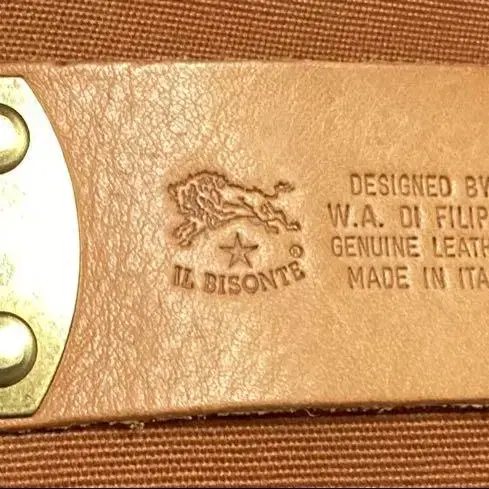 IL BISONTE®
DESIGNED BY
W.A. DI FILIP
GENUINE LEATH
MADE IN ITA